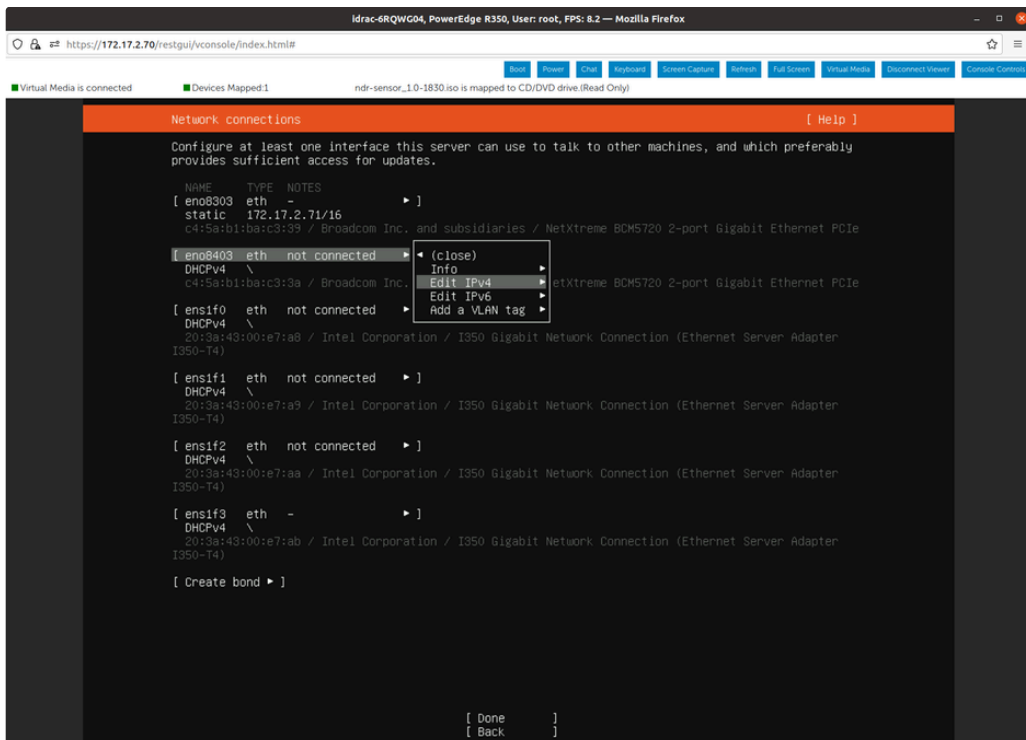 idrac-6RQWG04, PowerEdge R350, User: root, FPS: 8.2 — Mozilla Firefox
https://172.17.2.70/restgui/vconsole/index.html#
Boot Power Chat Keyboard Screen Capture Refresh Full Screen Virtual Media Disconnect Viewer Console Controls
Virtual Media is connected Devices Mapped:1 ndr-sensor_1.0-1830.iso is mapped to CD/DVD drive.(Read Only)
Network connections [ Help ]
Configure at least one interface this server can use to talk to other machines, and which preferably
provides sufficient access for updates.
NAME TYPE NOTES
[ eno8303 eth - ▸ ]
static 172.17.2.71/16
c4:5a:b1:ba:c3:39 / Broadcom Inc. and subsidiaries / NetXtreme BCM5720 2-port Gigabit Ethernet PCIe
[ eno8403 eth not connected ▸ ◂ (close)
Info ▸
DHCPv4 \
Edit IPv4 ▸
c4:5a:b1:ba:c3:3a / Broadcom Inc. etXtreme BCM5720 2-port Gigabit Ethernet PCIe
Edit IPv6 ▸
Add a VLAN tag ▸
[ ens1f0 eth not connected ▸
DHCPv4 \
20:3a:43:00:e7:a8 / Intel Corporation / I350 Gigabit Network Connection (Ethernet Server Adapter
I350-T4)
[ ens1f1 eth not connected ▸ ]
DHCPv4 \
20:3a:43:00:e7:a9 / Intel Corporation / I350 Gigabit Network Connection (Ethernet Server Adapter
I350-T4)
[ ens1f2 eth not connected ▸ ]
DHCPv4 \
20:3a:43:00:e7:aa / Intel Corporation / I350 Gigabit Network Connection (Ethernet Server Adapter
I350-T4)
[ ens1f3 eth - ▸ ]
DHCPv4 \
20:3a:43:00:e7:ab / Intel Corporation / I350 Gigabit Network Connection (Ethernet Server Adapter
I350-T4)
[ Create bond ▸ ]
[ Done ]
[ Back ]